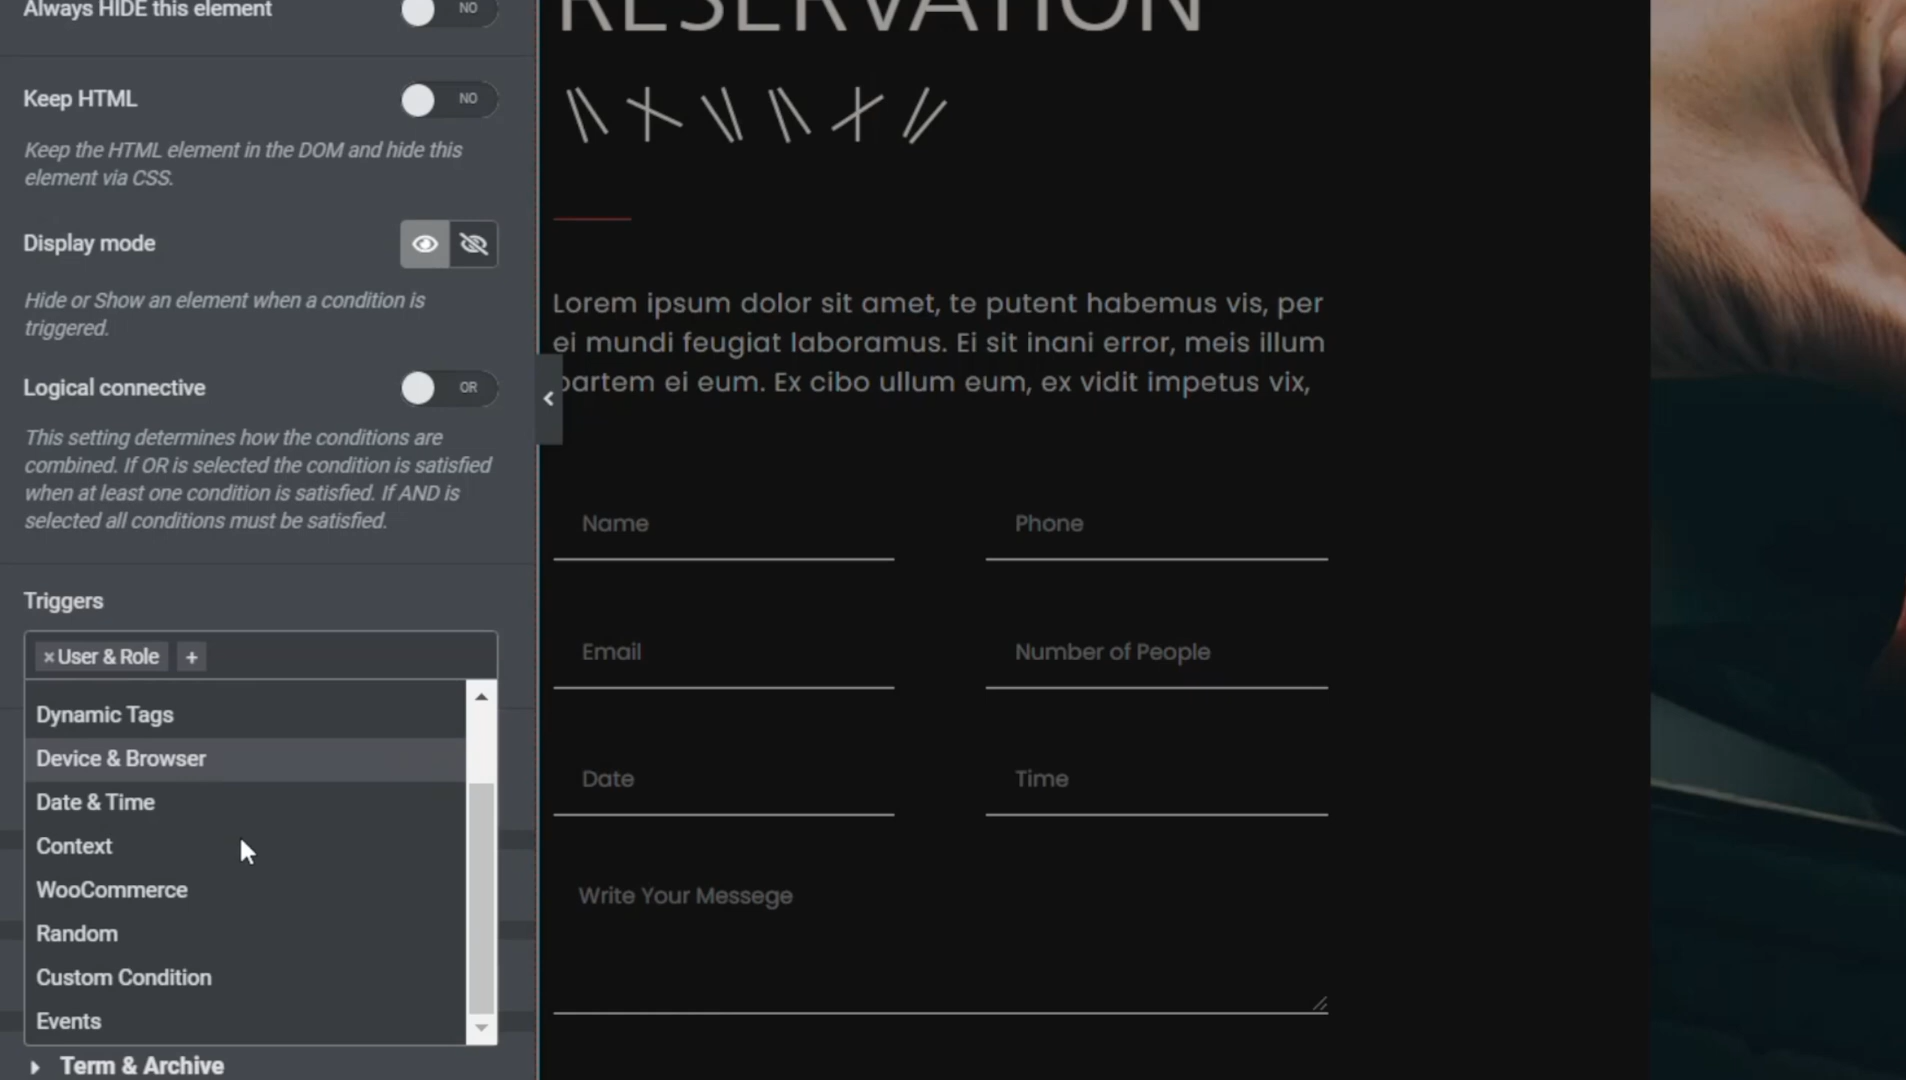 Always HIDE this element
NO
Keep HTML
NO
Keep the HTML element in the DOM and hide this
element via CSS.
Display mode
Hide or Show an element when a condition is
triggered.
Logical connective
OR
This setting determines how the conditions are
combined. If OR is selected the condition is satisfied
when at least one condition is satisfied. If AND is
selected all conditions must be satisfied.
Triggers
×User & Role +
Dynamic Tags
Device & Browser
Date & Time
Context
WooCommerce
Random
Custom Condition
Events
Term & Archive
RESERVATION
Lorem ipsum dolor sit amet, te putent habemus vis, per
ei mundi feugiat laboramus. Ei sit inani error, meis illum
partem ei eum. Ex cibo ullum eum, ex vidit impetus vix,
Name
Phone
Email
Number of People
Date
Time
Write Your Messege